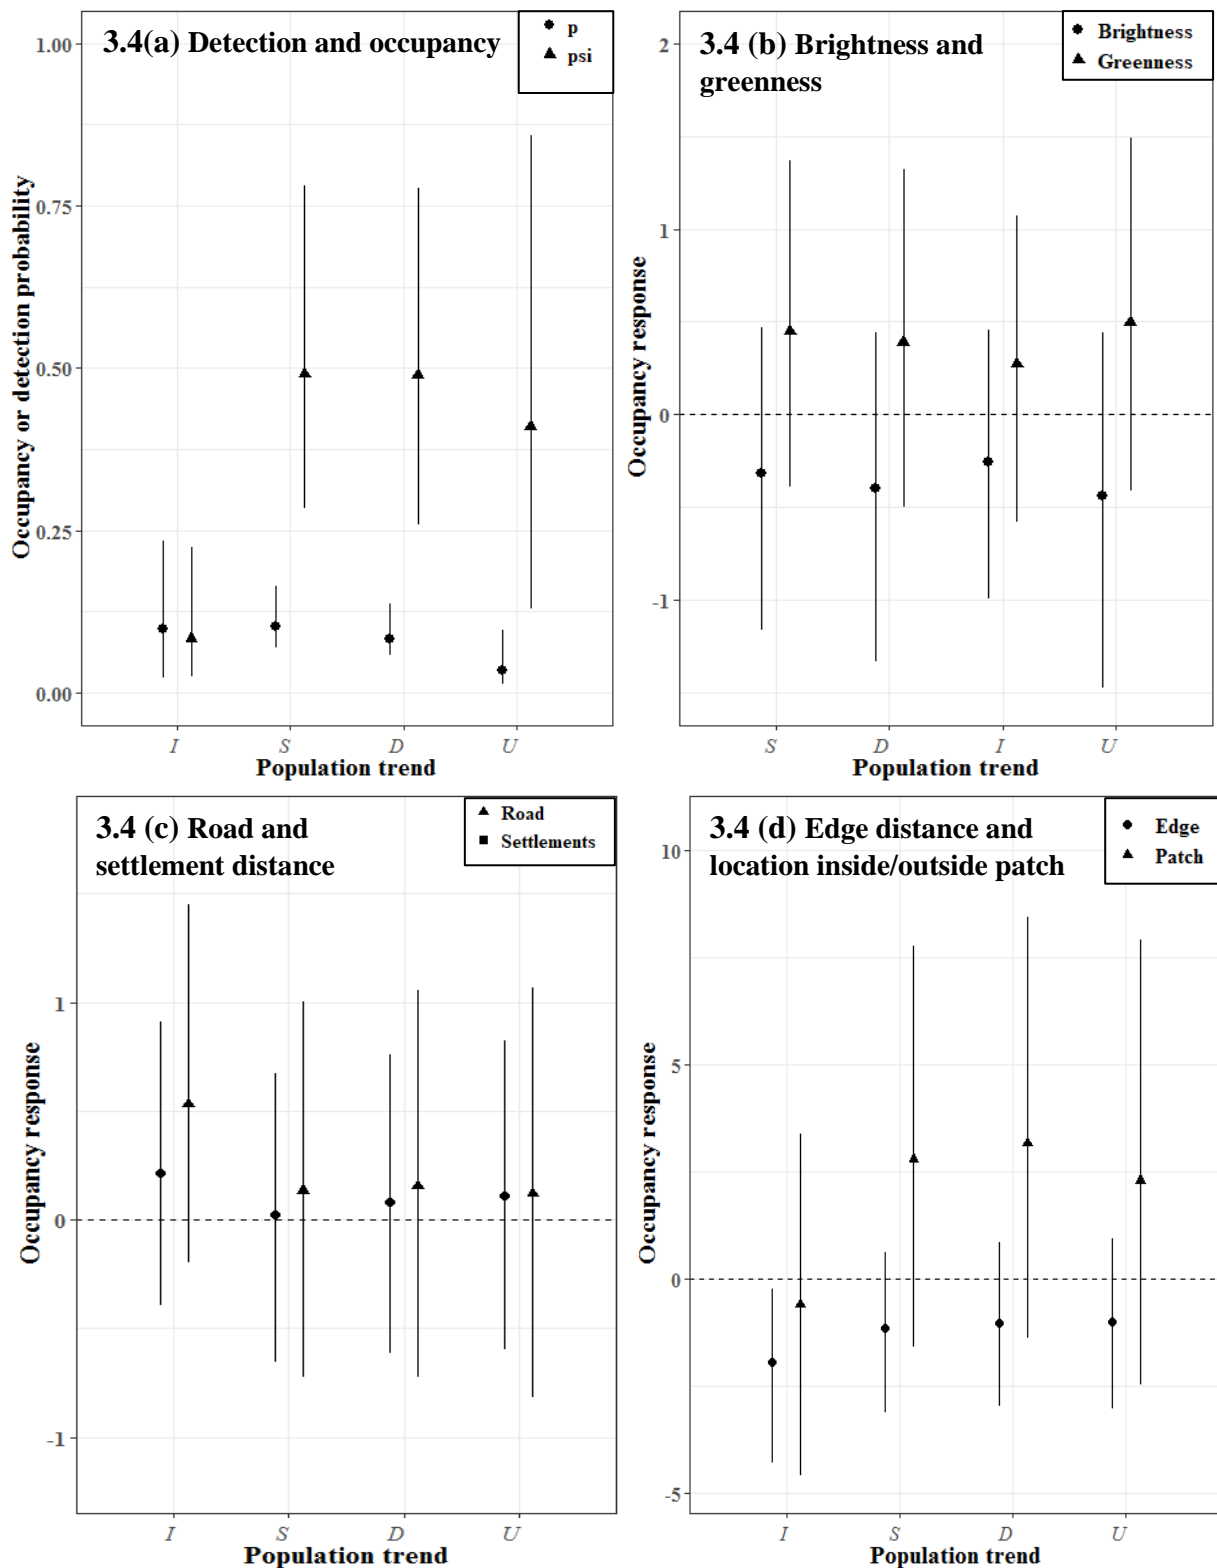 3.4(a) Detection and occupancy
p
psi
1.00
0.75
0.50
0.25
0.00
Occupancy or detection probability
I S D U
Population trend
3.4 (b) Brightness and
greenness
Brightness
Greenness
2
1
0
-1
Occupancy response
S D I U
Population trend
3.4 (c) Road and
settlement distance
Road
Settlements
1
0
-1
Occupancy response
I S D U
Population trend
3.4 (d) Edge distance and
location inside/outside patch
Edge
Patch
10
5
0
-5
Occupancy response
I S D U
Population trend